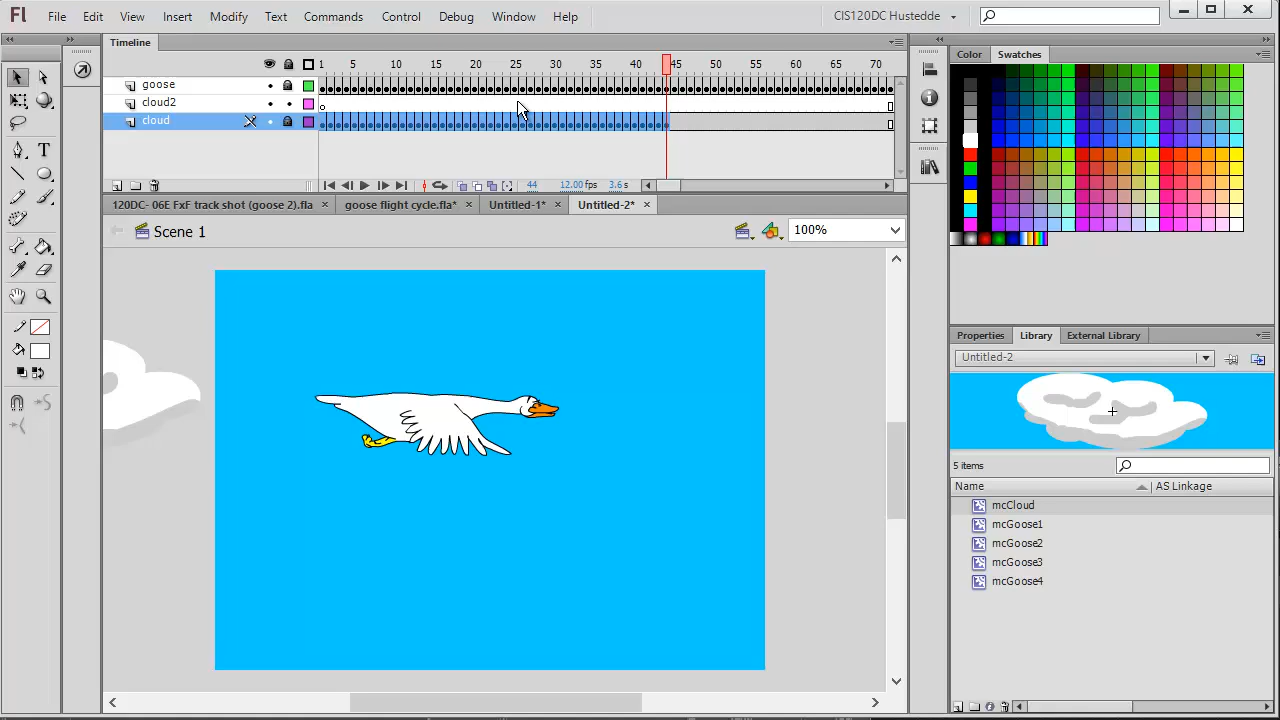 Fl File Edit View Insert Modify Text Commands Control Debug Window Help CIS120DC Hustedde
Timeline
1 5 10 15 20 25 30 35 40 45 50 55 60 65 70
goose
cloud2
cloud
44 12.00 fps 3.6 s
120DC- 06E FxF track shot (stage 2).fla × goose flight cycle.fla* × Untitled-1* × Untitled-2* ×
Scene 1
100%
Color Swatches
Properties Library External Library
Untitled-2
5 items
Name AS Linkage
mcCloud
mcGoose1
mcGoose2
mcGoose3
mcGoose4